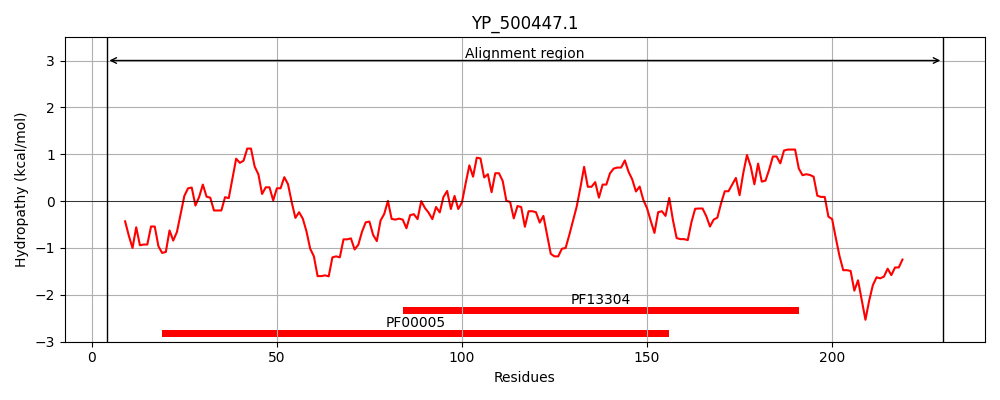 YP_500447.1
Alignment region
Hydropathy (kcal/mol)
3
2
1
0
−1
−2
−3
PF13304
PF00005
0
50
100
150
200
Residues